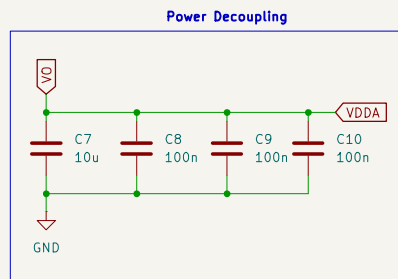 Power Decoupling
VO
VDDA
C7
10u
C8
100n
C9
100n
C10
100n
GND